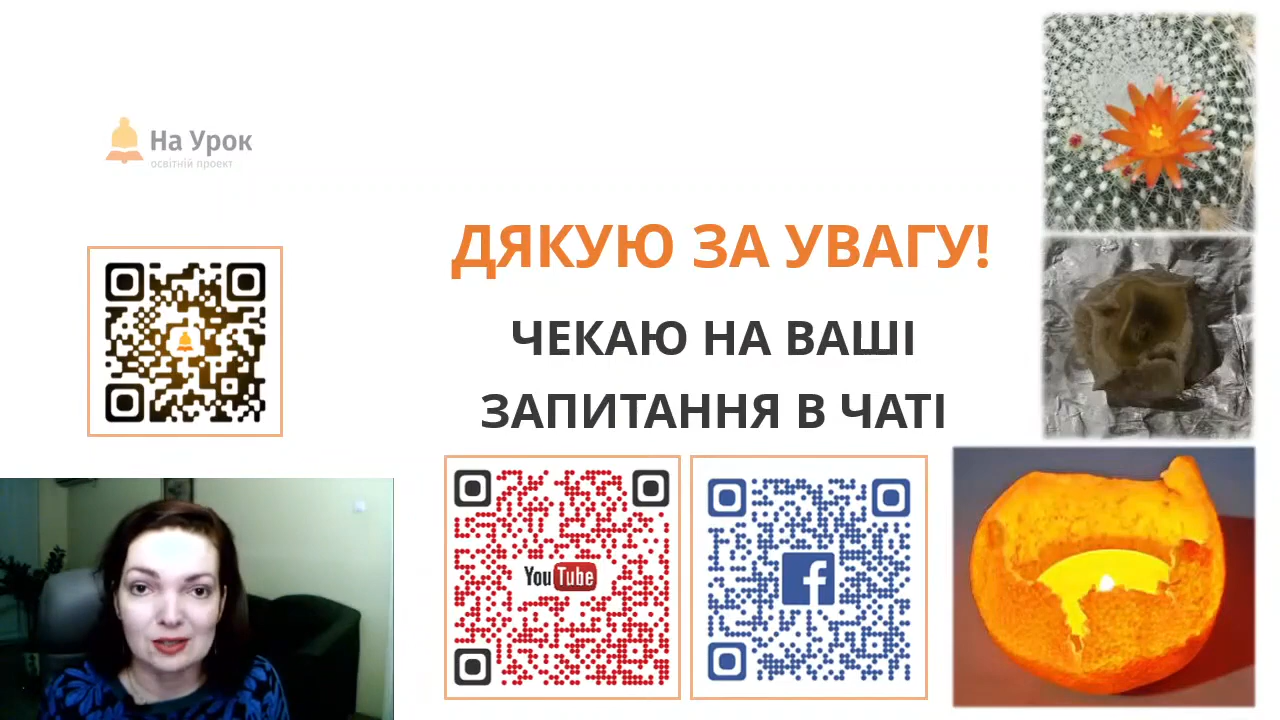 На Урок
освітній проект
ДЯКУЮ ЗА УВАГУ!
ЧЕКАЮ НА ВАШІ
ЗАПИТАННЯ В ЧАТІ
YouTube
f